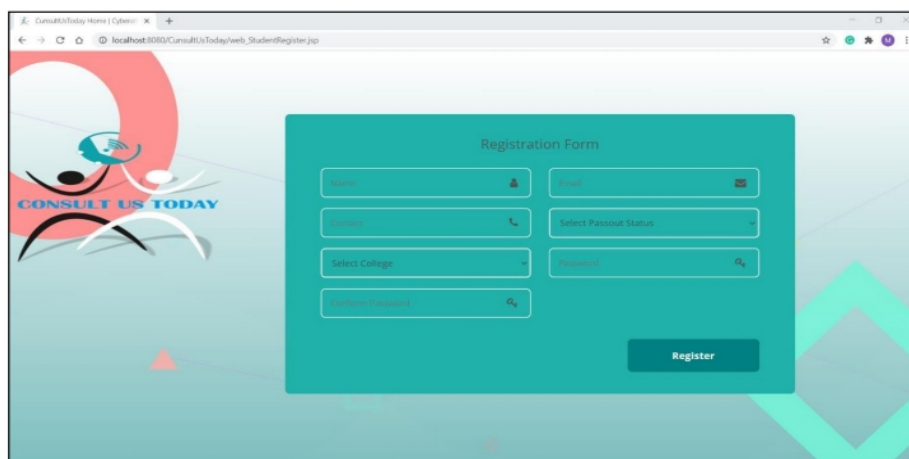 CunsultUsToday Home | Cyberon
localhost:8080/CunsultUsToday/web_StudentRegister.jsp
M
CONSULT US TODAY
Registration Form
Name
Email
Contact
Select Passout Status
Select College
Password
Confirm Password
Register